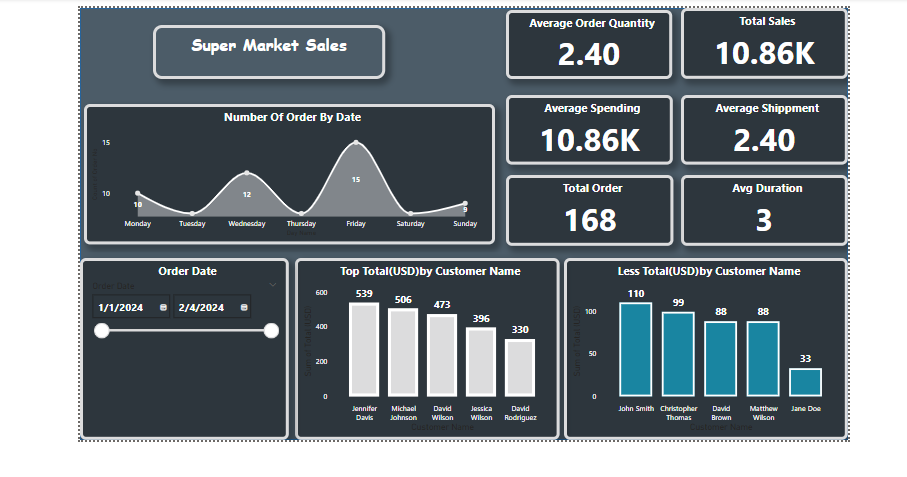 Super Market Sales
Average Order Quantity
2.40
Total Sales
10.86K
Average Spending
10.86K
Average Shippment
2.40
Total Order
168
Avg Duration
3
Number Of Order By Date
15
10
10
12
15
9
Monday Tuesday Wednesday Thursday Friday Saturday Sunday
Order Date
Order Date
1/1/2024 2/4/2024
Top Total(USD)by Customer Name
600
400
200
0
539 506 473 396 330
Jennifer Davis
Michael Johnson
David Wilson
Jessica Wilson
David Rodriguez
Customer Name
Less Total(USD)by Customer Name
100
50
0
110 99 88 88 33
John Smith
Christopher Thomas
David Brown
Matthew Wilson
Jane Doe
Customer Name